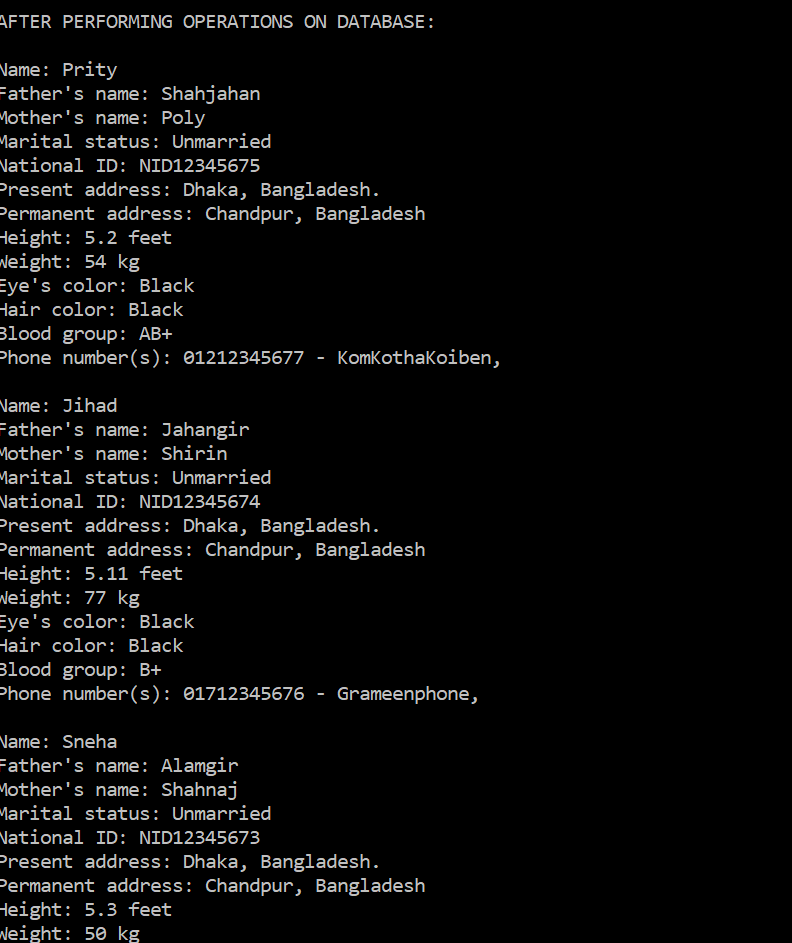 AFTER PERFORMING OPERATIONS ON DATABASE:
Name: Prity
Father's name: Shahjahan
Mother's name: Poly
Marital status: Unmarried
National ID: NID12345675
Present address: Dhaka, Bangladesh.
Permanent address: Chandpur, Bangladesh
Height: 5.2 feet
Weight: 54 kg
Eye's color: Black
Hair color: Black
Blood group: AB+
Phone number(s): 01212345677 - KomKothaKoiben,
Name: Jihad
Father's name: Jahangir
Mother's name: Shirin
Marital status: Unmarried
National ID: NID12345674
Present address: Dhaka, Bangladesh.
Permanent address: Chandpur, Bangladesh
Height: 5.11 feet
Weight: 77 kg
Eye's color: Black
Hair color: Black
Blood group: B+
Phone number(s): 01712345676 - Grameenphone,
Name: Sneha
Father's name: Alamgir
Mother's name: Shahnaj
Marital status: Unmarried
National ID: NID12345673
Present address: Dhaka, Bangladesh.
Permanent address: Chandpur, Bangladesh
Height: 5.3 feet
Weight: 50 kg